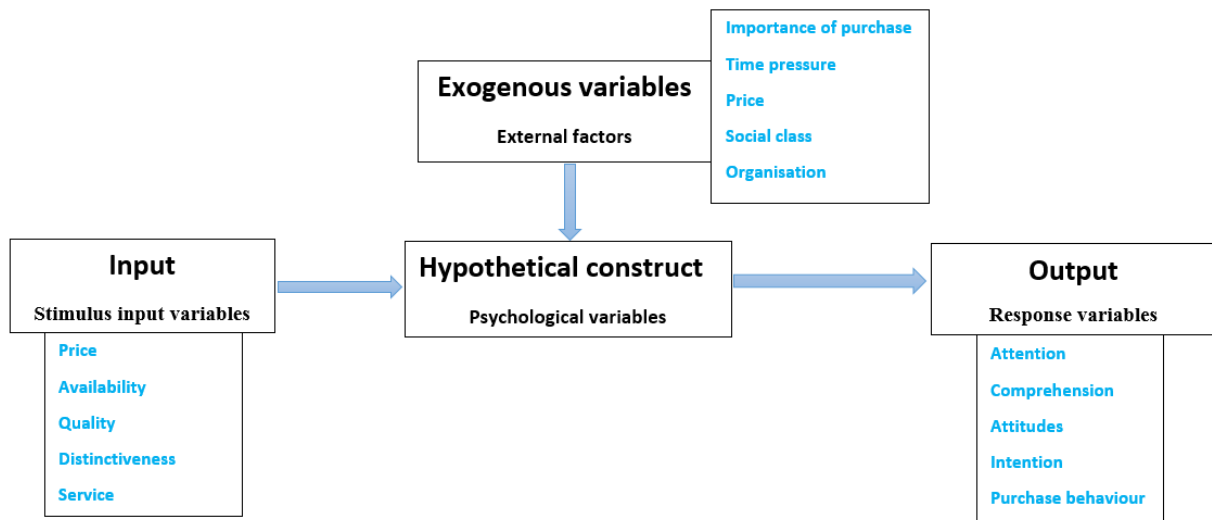 Exogenous variables
External factors
Importance of purchase
Time pressure
Price
Social class
Organisation
Input
Stimulus input variables
Price
Availability
Quality
Distinctiveness
Service
Hypothetical construct
Psychological variables
Output
Response variables
Attention
Comprehension
Attitudes
Intention
Purchase behaviour